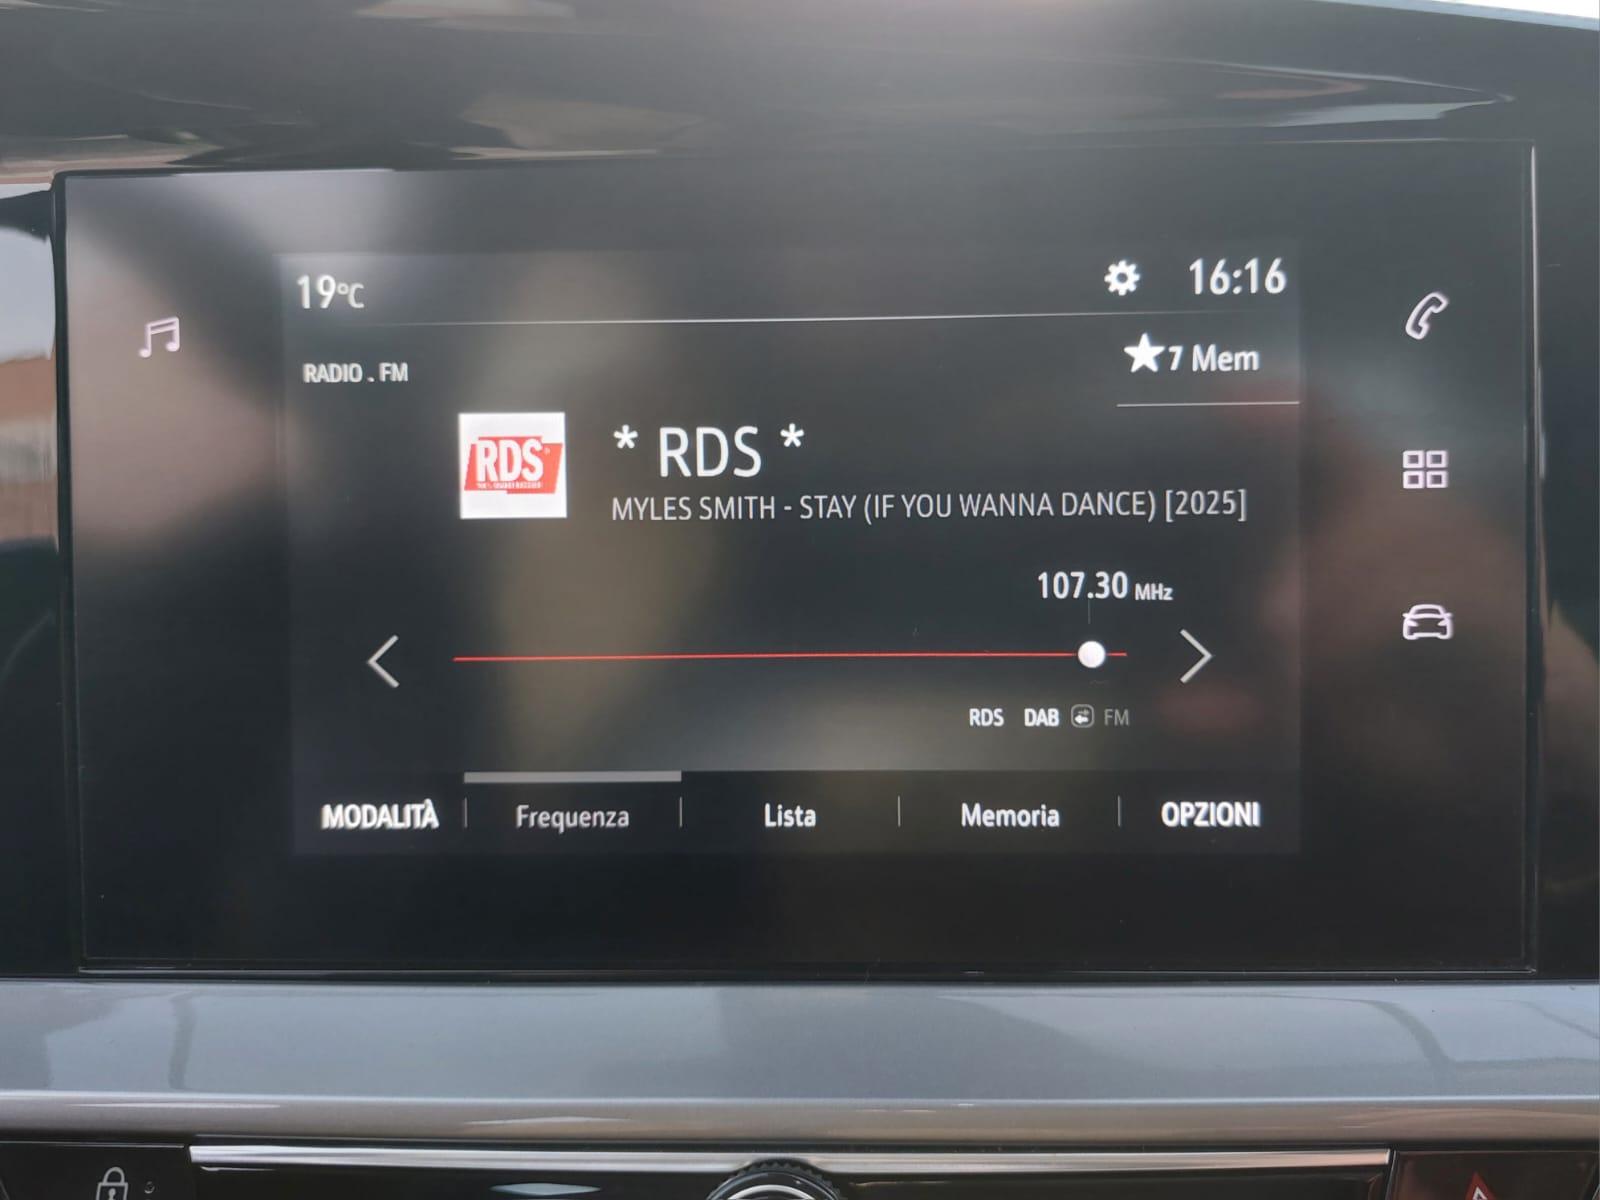 19°C
16:16
RADIO . FM
★7 Mem
RDS
* RDS *
MYLES SMITH - STAY (IF YOU WANNA DANCE) [2025]
107.30 MHz
RDS DAB FM
MODALITÀ Frequenza Lista Memoria OPZIONI